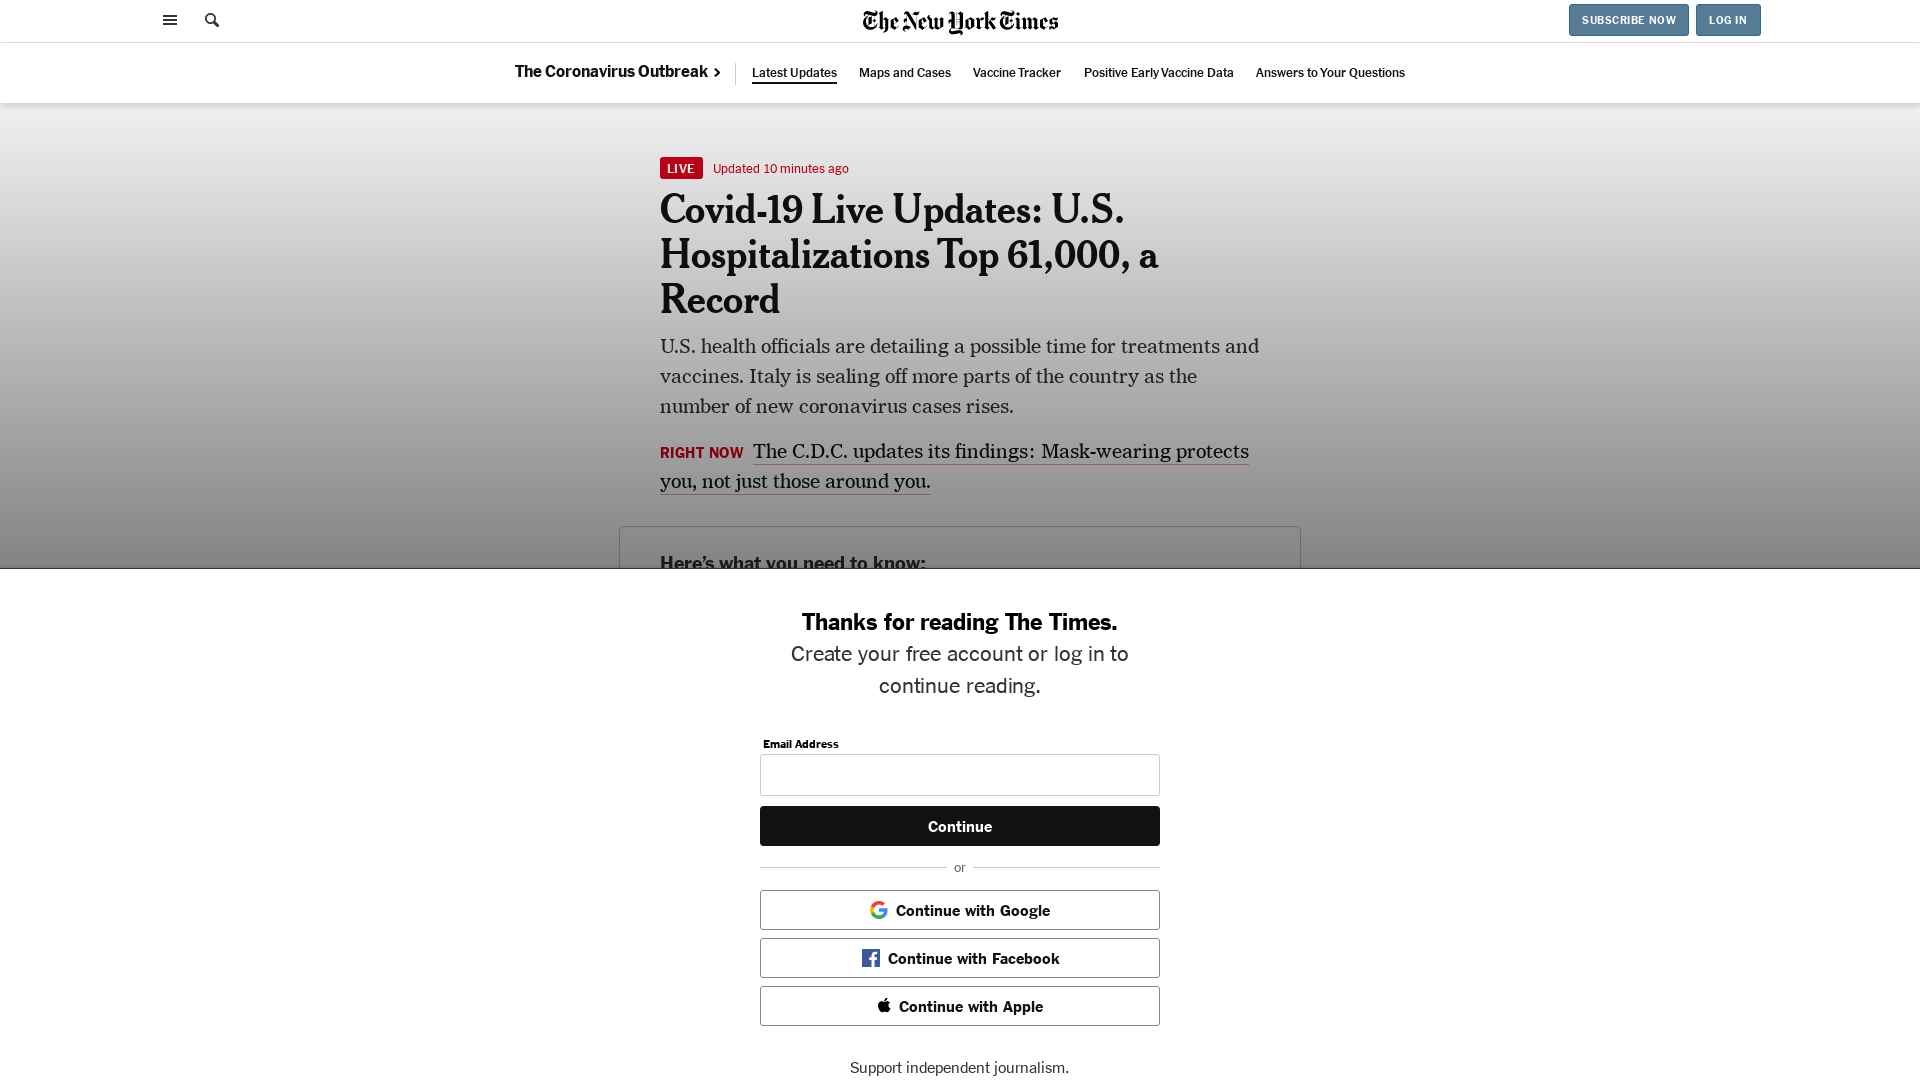 The New York Times
SUBSCRIBE NOW
LOG IN
The Coronavirus Outbreak
Latest Updates
Maps and Cases
Vaccine Tracker
Positive Early Vaccine Data
Answers to Your Questions
LIVE
Updated 10 minutes ago
Covid-19 Live Updates: U.S.
Hospitalizations Top 61,000, a
Record
U.S. health officials are detailing a possible time for treatments and
vaccines. Italy is sealing off more parts of the country as the
number of new coronavirus cases rises.
RIGHT NOW The C.D.C. updates its findings: Mask-wearing protects
you, not just those around you.
Here’s what you need to know:
Thanks for reading The Times.
Create your free account or log in to
continue reading.
Email Address
Continue
or
Continue with Google
Continue with Facebook
Continue with Apple
Support independent journalism.